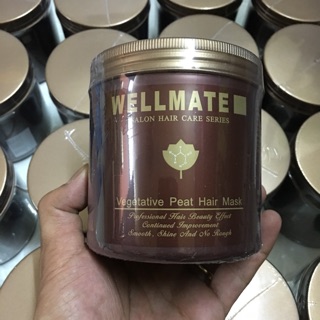 WELLMATE
SALON HAIR CARE SERIES
Vegetative Peat Hair Mask
Professional Hair Beauty Effect
Continued Improvement
Smooth, Shine And No Rough